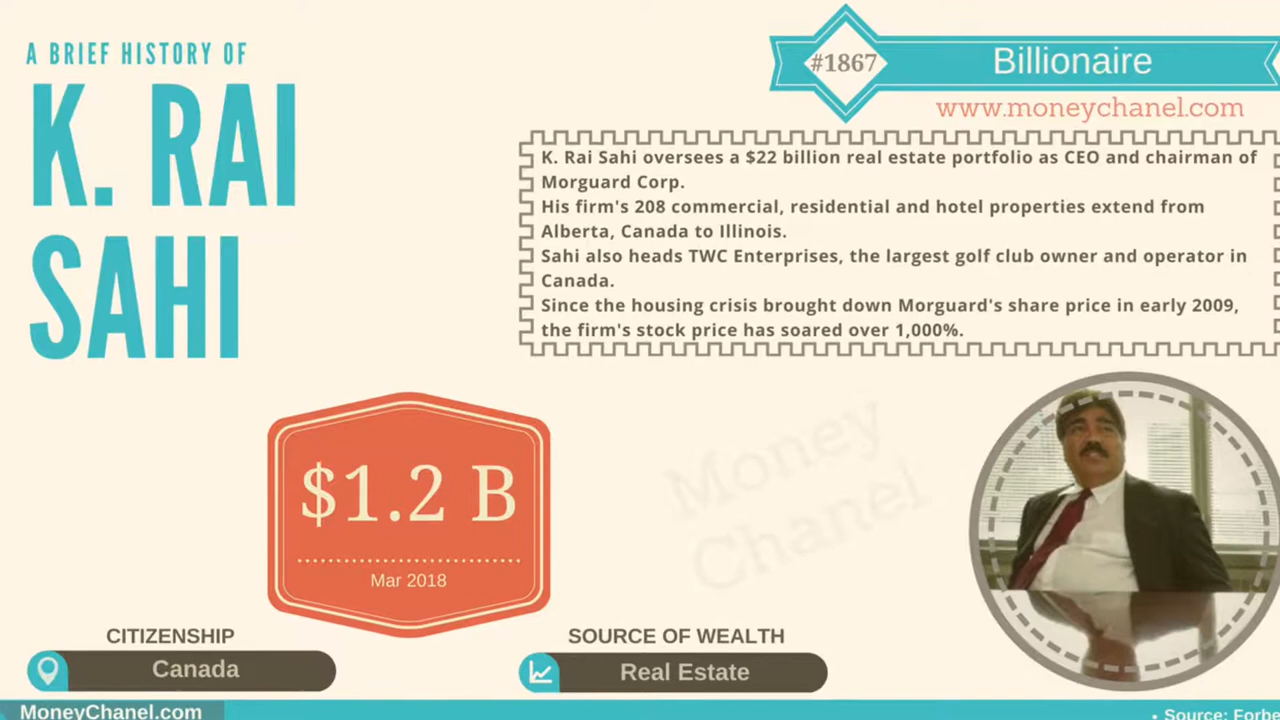 A BRIEF HISTORY OF
K. RAI
SAHI
#1867
Billionaire
www.moneychanel.com
K. Rai Sahi oversees a $22 billion real estate portfolio as CEO and chairman of
Morguard Corp.
His firm's 208 commercial, residential and hotel properties extend from
Alberta, Canada to Illinois.
Sahi also heads TWC Enterprises, the largest golf club owner and operator in
Canada.
Since the housing crisis brought down Morguard's share price in early 2009,
the firm's stock price has soared over 1,000%.
$1.2 B
Mar 2018
Money
Chanel
CITIZENSHIP
Canada
SOURCE OF WEALTH
Real Estate
MoneyChanel.com
• Source: Forbe